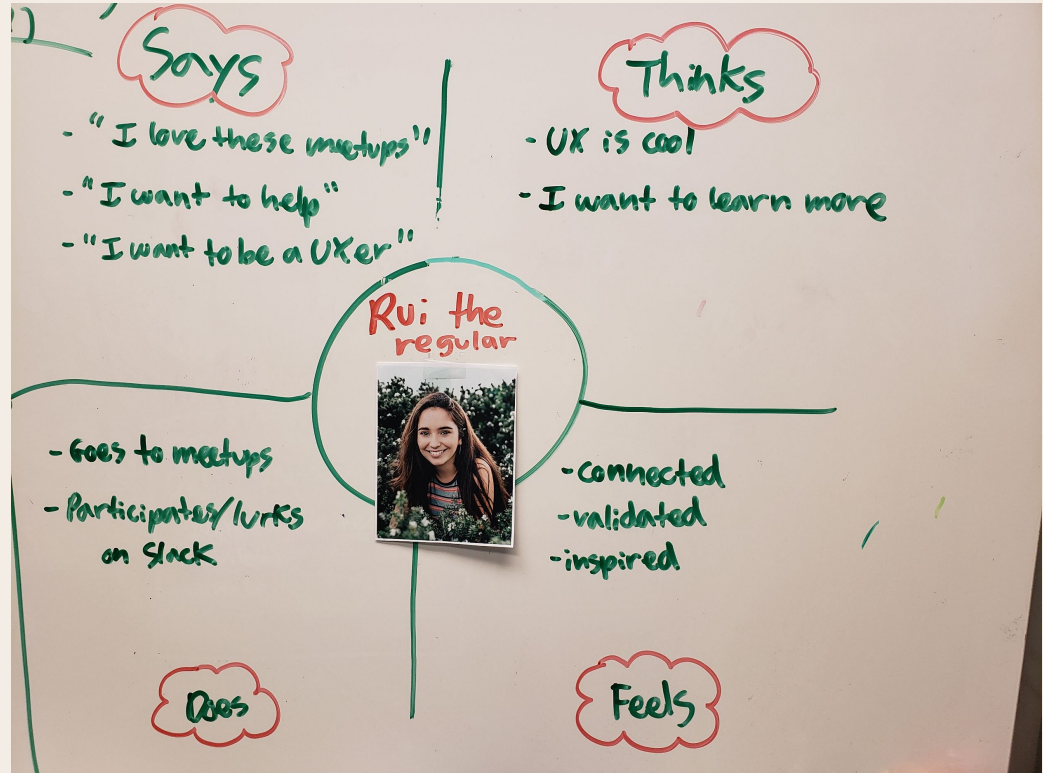 Says
- "I love these meetups"
- "I want to help"
- "I want to be a UXer"
Thinks
- UX is cool
- I want to learn more
Rui the
regular
- Goes to meetups
- Participates/lurks
on Slack
Does
- connected
- validated
- inspired
Feels